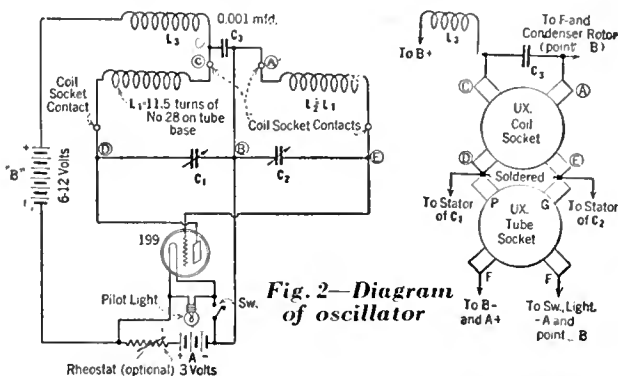 0.001 mfd.
C3
L3
C
C
A
L1-11.5 turns of
No 28 on tube
base
L2=L1
Coil
Socket
Contact
Coil Socket Contacts
D
B
E
C1
C2
"B"
6-12 Volts
+
-
199
Pilot Light
Sw.
+ A -
Rheostat (optional) 3 Volts
Fig. 2—Diagram
of oscillator
L3
To B+
To F-and
Condenser Rotor
(point B)
C3
C
A
UX.
Coil
Socket
D
E
Soldered
To Stator
of C1
P
G
To Stator
of C2
UX.
Tube
Socket
F
F
To B-
and A+
To Sw., Light,
-A and
point B